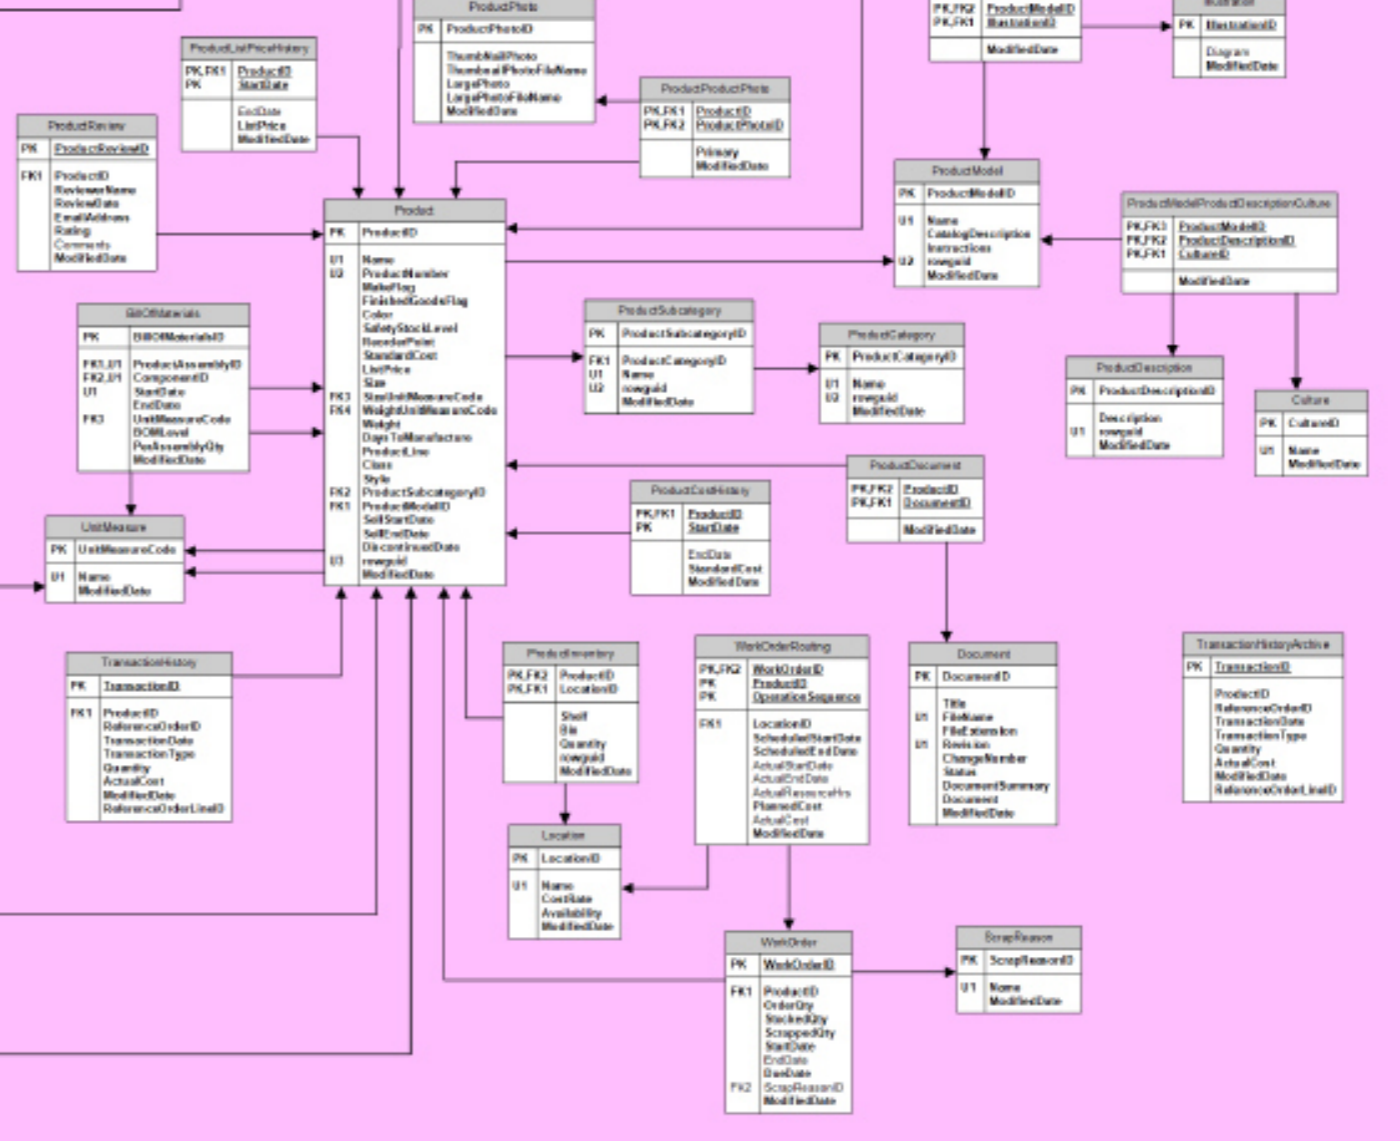 ProductPhoto
PK ProductPhotoID
ThumbNailPhoto
ThumbnailPhotoFileName
LargePhoto
LargePhotoFileName
ModifiedDate
PK,FK2 ProductModelID
PK,FK1 IllustrationID
ModifiedDate
Illustration
PK IllustrationID
Diagram
ModifiedDate
ProductListPriceHistory
PK,FK1 ProductID
PK StartDate
EndDate
ListPrice
ModifiedDate
ProductProductPhoto
PK,FK1 ProductID
PK,FK2 ProductPhotoID
Primary
ModifiedDate
ProductReview
PK ProductReviewID
FK1 ProductID
ReviewerName
ReviewDate
EmailAddress
Rating
Comments
ModifiedDate
Product
PK ProductID
U1 Name
U2 ProductNumber
MakeFlag
FinishedGoodsFlag
Color
SafetyStockLevel
ReorderPoint
StandardCost
ListPrice
Size
FK3 SizeUnitMeasureCode
FK4 WeightUnitMeasureCode
Weight
DaysToManufacture
ProductLine
Class
Style
FK2 ProductSubcategoryID
FK1 ProductModelID
SellStartDate
SellEndDate
DiscontinuedDate
U3 rowguid
ModifiedDate
ProductModel
PK ProductModelID
U1 Name
CatalogDescription
Instructions
U2 rowguid
ModifiedDate
ProductModelProductDescriptionCulture
PK,FK3 ProductModelID
PK,FK2 ProductDescriptionID
PK,FK1 CultureID
ModifiedDate
BillOfMaterials
PK BillOfMaterialsID
FK1,U1 ProductAssemblyID
FK2,U1 ComponentID
U1 StartDate
EndDate
FK3 UnitMeasureCode
BOMLevel
PerAssemblyQty
ModifiedDate
ProductSubcategory
PK ProductSubcategoryID
FK1 ProductCategoryID
U1 Name
U2 rowguid
ModifiedDate
ProductCategory
PK ProductCategoryID
U1 Name
U2 rowguid
ModifiedDate
ProductDescription
PK ProductDescriptionID
Description
U1 rowguid
ModifiedDate
Culture
PK CultureID
U1 Name
ModifiedDate
ProductDocument
PK,FK2 ProductID
PK,FK1 DocumentID
ModifiedDate
ProductCostHistory
PK,FK1 ProductID
PK StartDate
EndDate
StandardCost
ModifiedDate
UnitMeasure
PK UnitMeasureCode
U1 Name
ModifiedDate
TransactionHistory
PK TransactionID
FK1 ProductID
ReferenceOrderID
TransactionDate
TransactionType
Quantity
ActualCost
ModifiedDate
ReferenceOrderLineID
ProductInventory
PK,FK2 ProductID
PK,FK1 LocationID
Shelf
Bin
Quantity
rowguid
ModifiedDate
WorkOrderRouting
PK,FK2 WorkOrderID
PK ProductID
PK OperationSequence
FK1 LocationID
ScheduledStartDate
ScheduledEndDate
ActualStartDate
ActualEndDate
ActualResourceHrs
PlannedCost
ActualCost
ModifiedDate
Document
PK DocumentID
Title
U1 FileName
FileExtension
U1 Revision
ChangeNumber
Status
DocumentSummary
Document
ModifiedDate
TransactionHistoryArchive
PK TransactionID
ProductID
ReferenceOrderID
TransactionDate
TransactionType
Quantity
ActualCost
ModifiedDate
ReferenceOrderLineID
Location
PK LocationID
U1 Name
CostRate
Availability
ModifiedDate
WorkOrder
PK WorkOrderID
FK1 ProductID
OrderQty
StockedQty
ScrappedQty
StartDate
EndDate
DueDate
FK2 ScrapReasonID
ModifiedDate
ScrapReason
PK ScrapReasonID
U1 Name
ModifiedDate